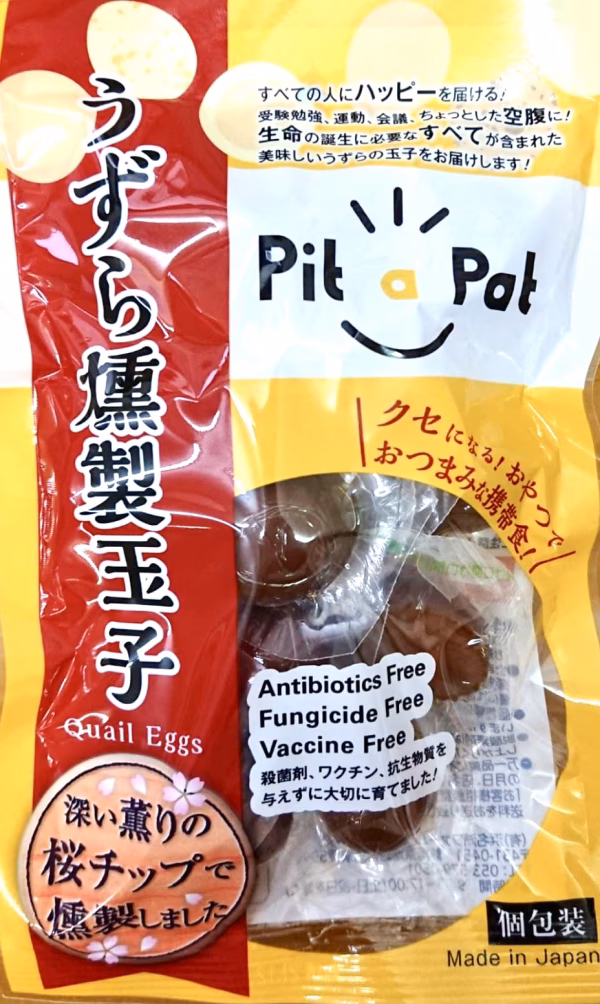 すべての人にハッピーを届ける!
受験勉強、運動、会議、ちょっとした空腹に!
生命の誕生に必要なすべてが含まれた
美味しいうずらの玉子をお届けします!
うずら燻製玉子
Pit a Pat
クセになる!おやつで
おつまみな携帯食!
Antibiotics Free
Fungicide Free
Vaccine Free
殺菌剤、ワクチン、抗生物質を
与えずに大切に育てました!
Quail Eggs
深い薫りの
桜チップで
燻製しました
個包装
Made in Japan